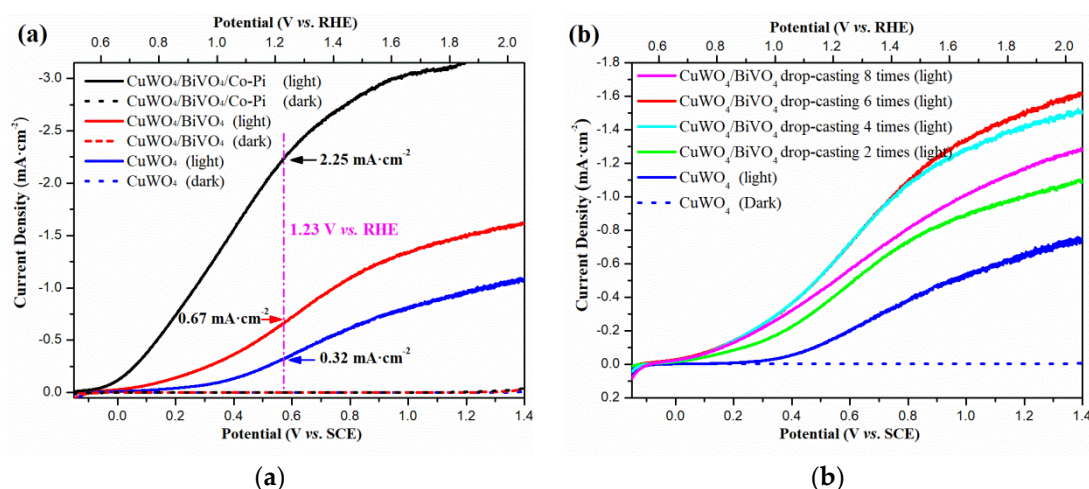 Potential (V vs. RHE)
0.6 0.8 1.0 1.2 1.4 1.6 1.8 2.0
(a)
CuWO₄/BiVO₄/Co-Pi (light)
CuWO₄/BiVO₄/Co-Pi (dark)
CuWO₄/BiVO₄ (light)
CuWO₄/BiVO₄ (dark)
CuWO₄ (light)
CuWO₄ (dark)
2.25 mA·cm⁻²
1.23 V vs. RHE
0.67 mA·cm⁻²
0.32 mA·cm⁻²
Current Density (mA·cm⁻²)
-3.0
-2.5
-2.0
-1.5
-1.0
-0.5
0.0
0.0 0.2 0.4 0.6 0.8 1.0 1.2 1.4
Potential (V vs. SCE)
(a)
Potential (V vs. RHE)
0.6 0.8 1.0 1.2 1.4 1.6 1.8 2.0
(b)
CuWO₄/BiVO₄ drop-casting 8 times (light)
CuWO₄/BiVO₄ drop-casting 6 times (light)
CuWO₄/BiVO₄ drop-casting 4 times (light)
CuWO₄/BiVO₄ drop-casting 2 times (light)
CuWO₄ (light)
CuWO₄ (Dark)
Current Density (mA·cm⁻²)
-1.8
-1.6
-1.4
-1.2
-1.0
-0.8
-0.6
-0.4
-0.2
0.0
0.2
0.0 0.2 0.4 0.6 0.8 1.0 1.2 1.4
Potential (V vs. SCE)
(b)